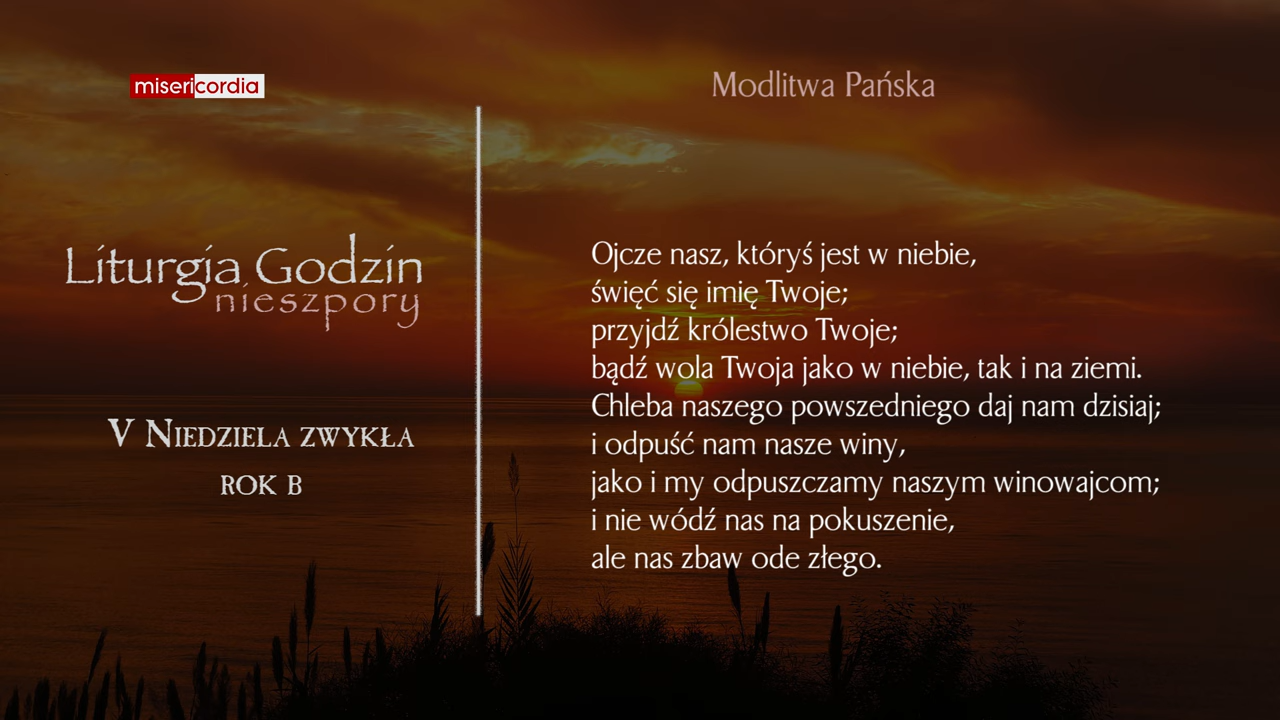 misericordia
Liturgia Godzin
nieszpory
V Niedziela zwykła
rok B
Modlitwa Pańska
Ojcze nasz, któryś jest w niebie,
święć się imię Twoje;
przyjdź królestwo Twoje;
bądź wola Twoja jako w niebie, tak i na ziemi.
Chleba naszego powszedniego daj nam dzisiaj;
i odpuść nam nasze winy,
jako i my odpuszczamy naszym winowajcom;
i nie wódź nas na pokuszenie,
ale nas zbaw ode złego.